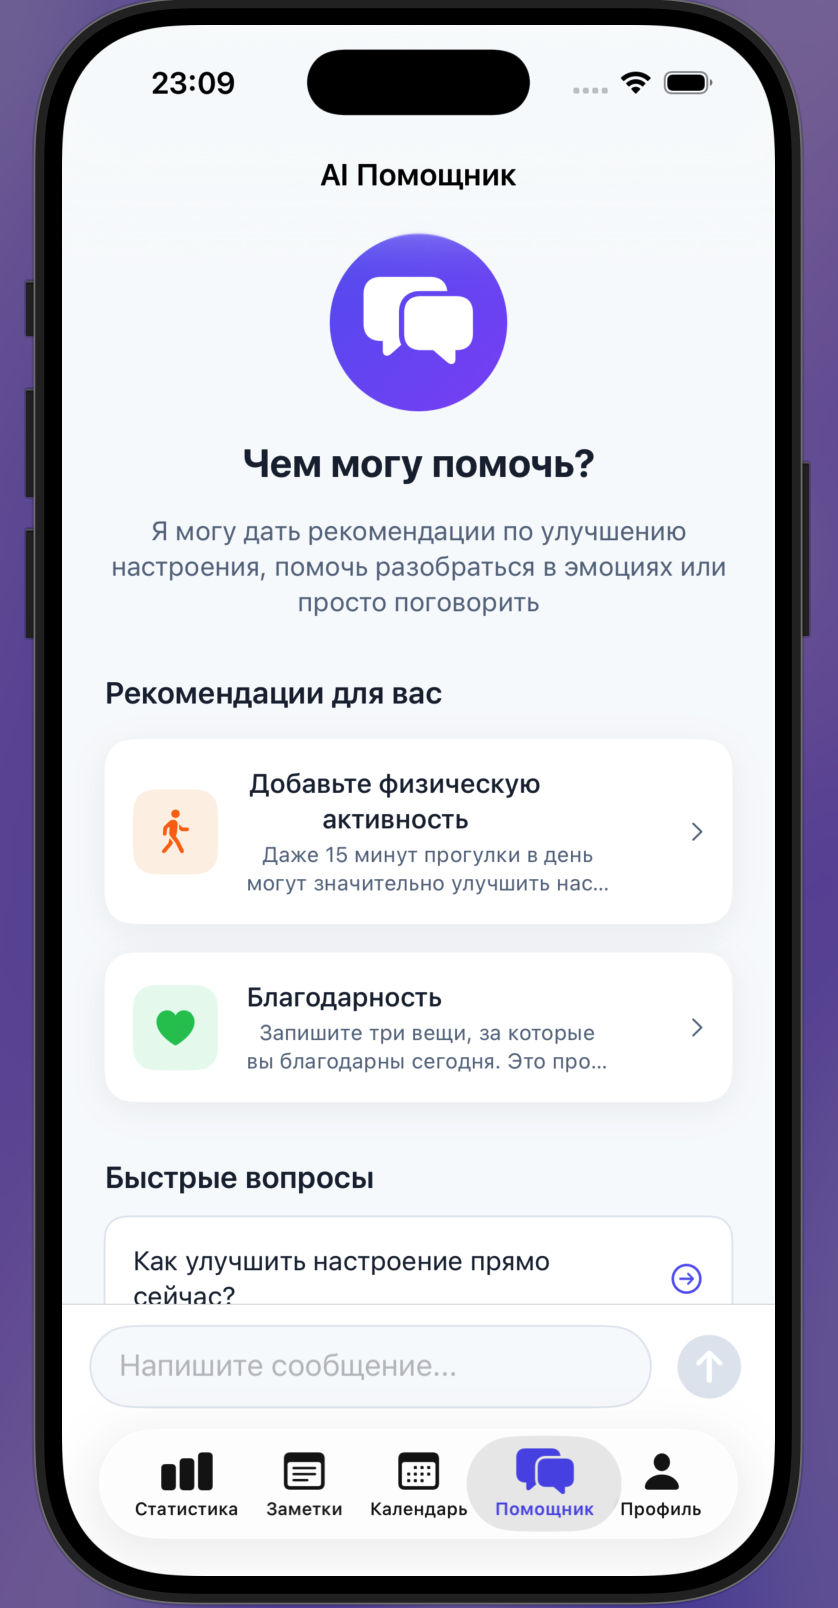 23:09
AI Помощник
Чем могу помочь?
Я могу дать рекомендации по улучшению
настроения, помочь разобраться в эмоциях или
просто поговорить
Рекомендации для вас
Добавьте физическую
активность
Даже 15 минут прогулки в день
могут значительно улучшить нас...
Благодарность
Запишите три вещи, за которые
вы благодарны сегодня. Это про...
Быстрые вопросы
Как улучшить настроение прямо
сейчас?
Напишите сообщение...
Статистика
Заметки
Календарь
Помощник
Профиль